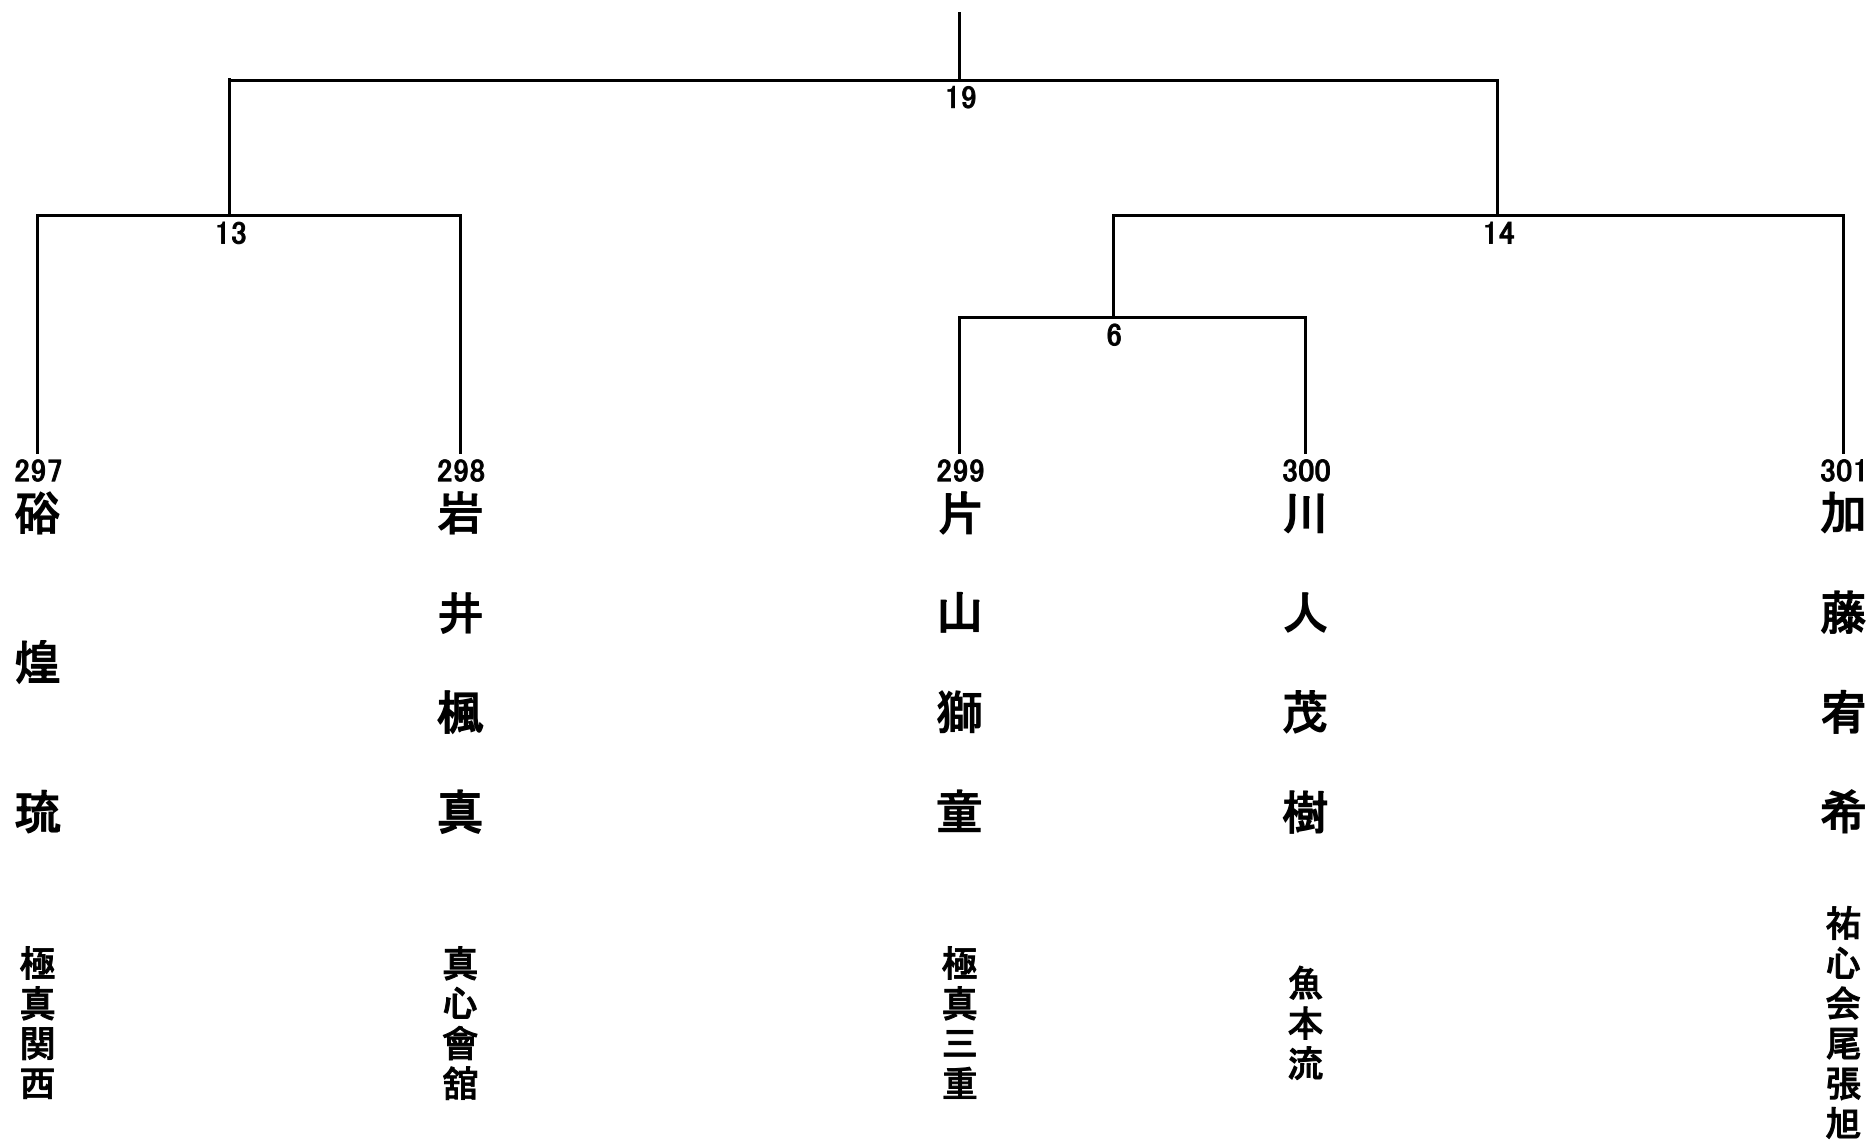 19
13
14
6
297
298
299
300
301
硲煌琉
岩井楓真
片山獅童
川人茂樹
加藤宥希
極真関西
真心會舘
極真三重
魚本流
祐心会尾張旭